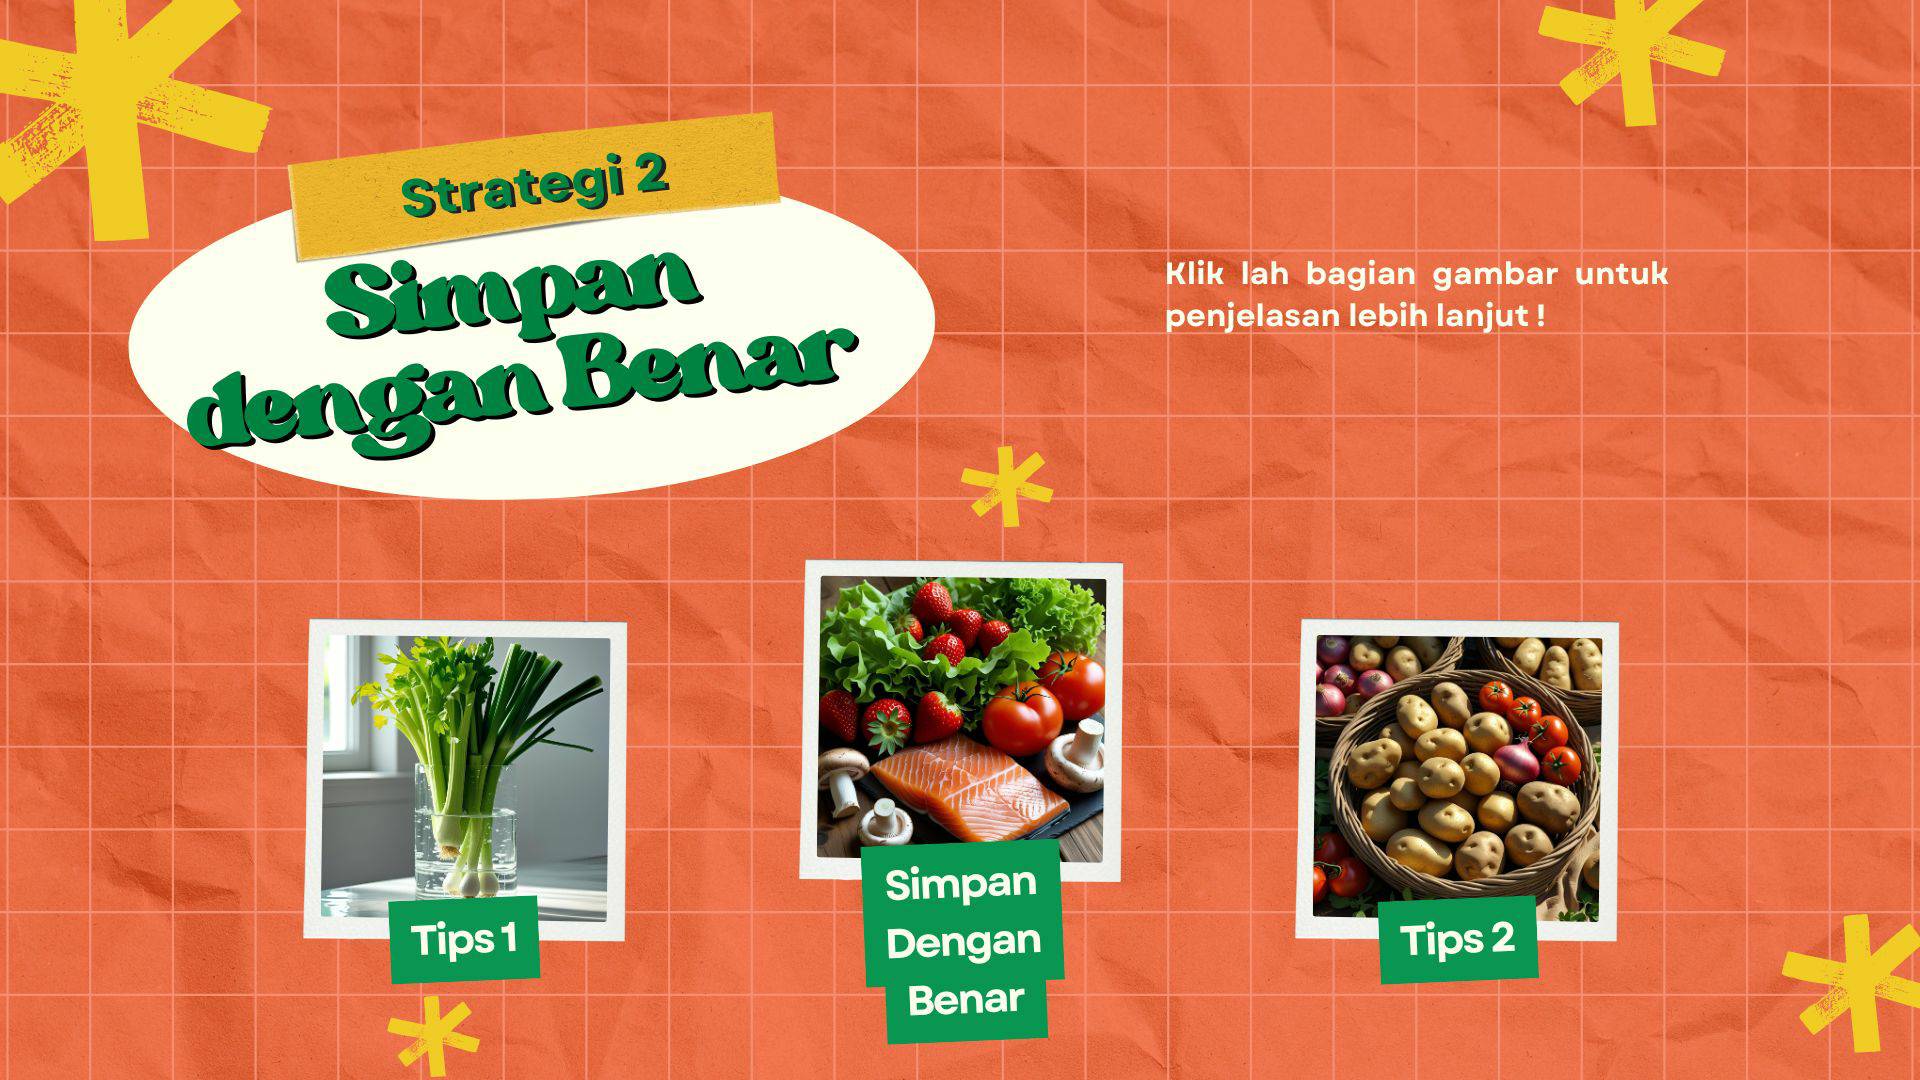 Strategi 2
Simpan
dengan Benar
Klik lah bagian gambar untuk
penjelasan lebih lanjut !
Tips 1
Simpan
Dengan
Benar
Tips 2